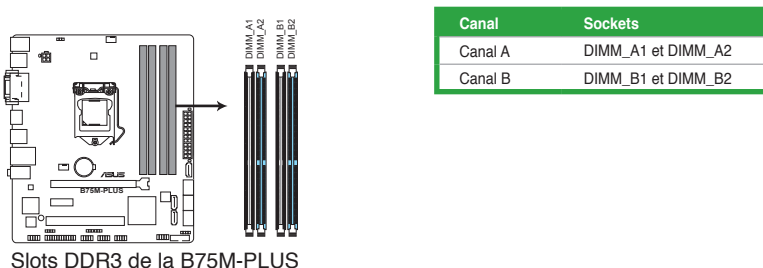 DIMM_A1
DIMM_A2
DIMM_B1
DIMM_B2
Canal Sockets
Canal A DIMM_A1 et DIMM_A2
Canal B DIMM_B1 et DIMM_B2
/SUS
B75M-PLUS
Slots DDR3 de la B75M-PLUS